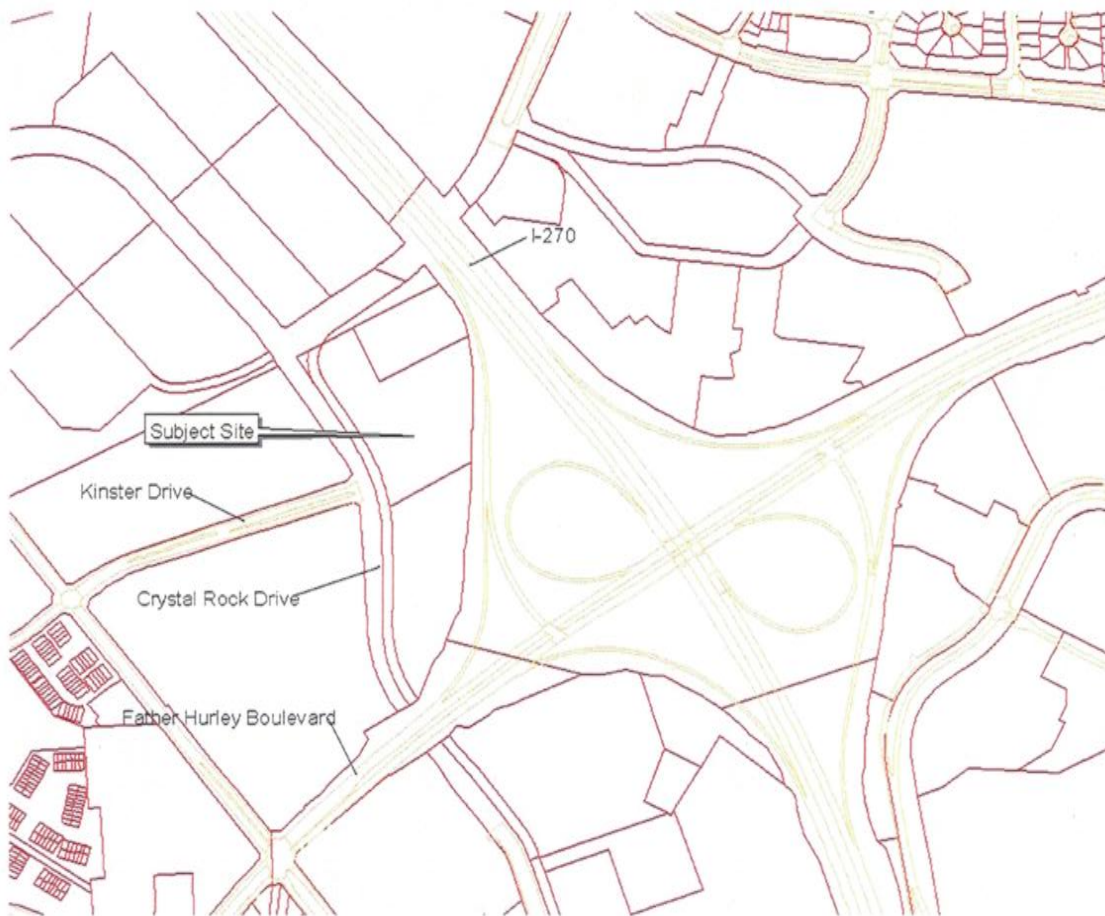 I-270
Subject Site
Kinster Drive
Crystal Rock Drive
Father Hurley Boulevard